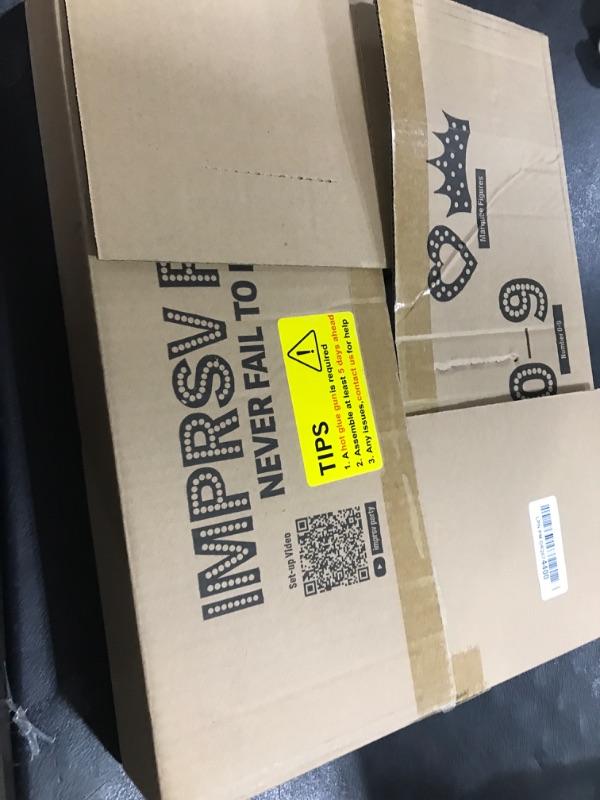 IMPRSV
NEVER FAIL TO
TIPS
1. A hot glue gun is required
2. Assemble at least 5 days ahead
3. Any issues, contact us for help
Set-up Video
improv party
Marquee Figures
0-9
Number 0-9